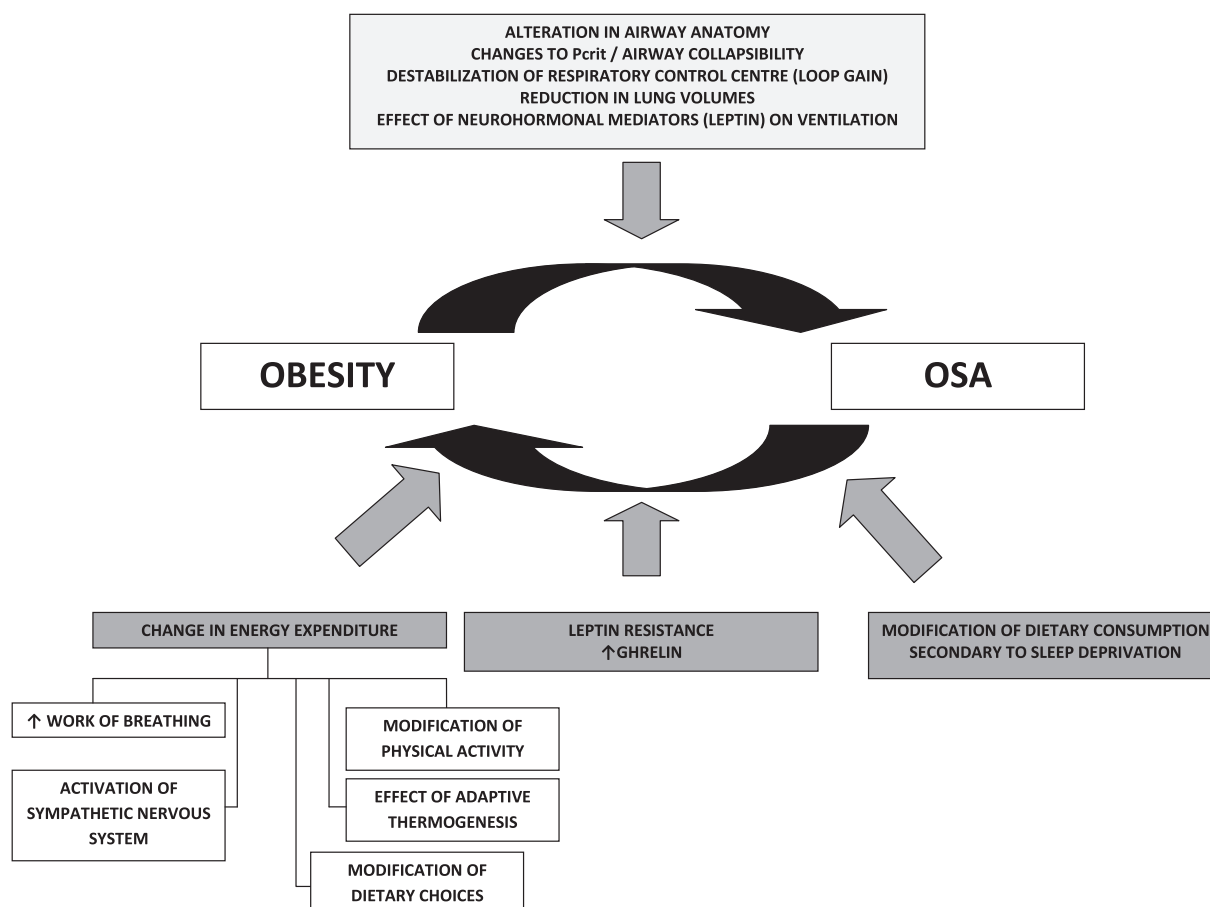 ALTERATION IN AIRWAY ANATOMY
CHANGES TO Pcrit / AIRWAY COLLAPSIBILITY
DESTABILIZATION OF RESPIRATORY CONTROL CENTRE (LOOP GAIN)
REDUCTION IN LUNG VOLUMES
EFFECT OF NEUROHORMONAL MEDIATORS (LEPTIN) ON VENTILATION
OBESITY
OSA
CHANGE IN ENERGY EXPENDITURE
LEPTIN RESISTANCE
↑GHRELIN
MODIFICATION OF DIETARY CONSUMPTION
SECONDARY TO SLEEP DEPRIVATION
↑ WORK OF BREATHING
ACTIVATION OF
SYMPATHETIC NERVOUS
SYSTEM
MODIFICATION OF
PHYSICAL ACTIVITY
EFFECT OF ADAPTIVE
THERMOGENESIS
MODIFICATION OF
DIETARY CHOICES